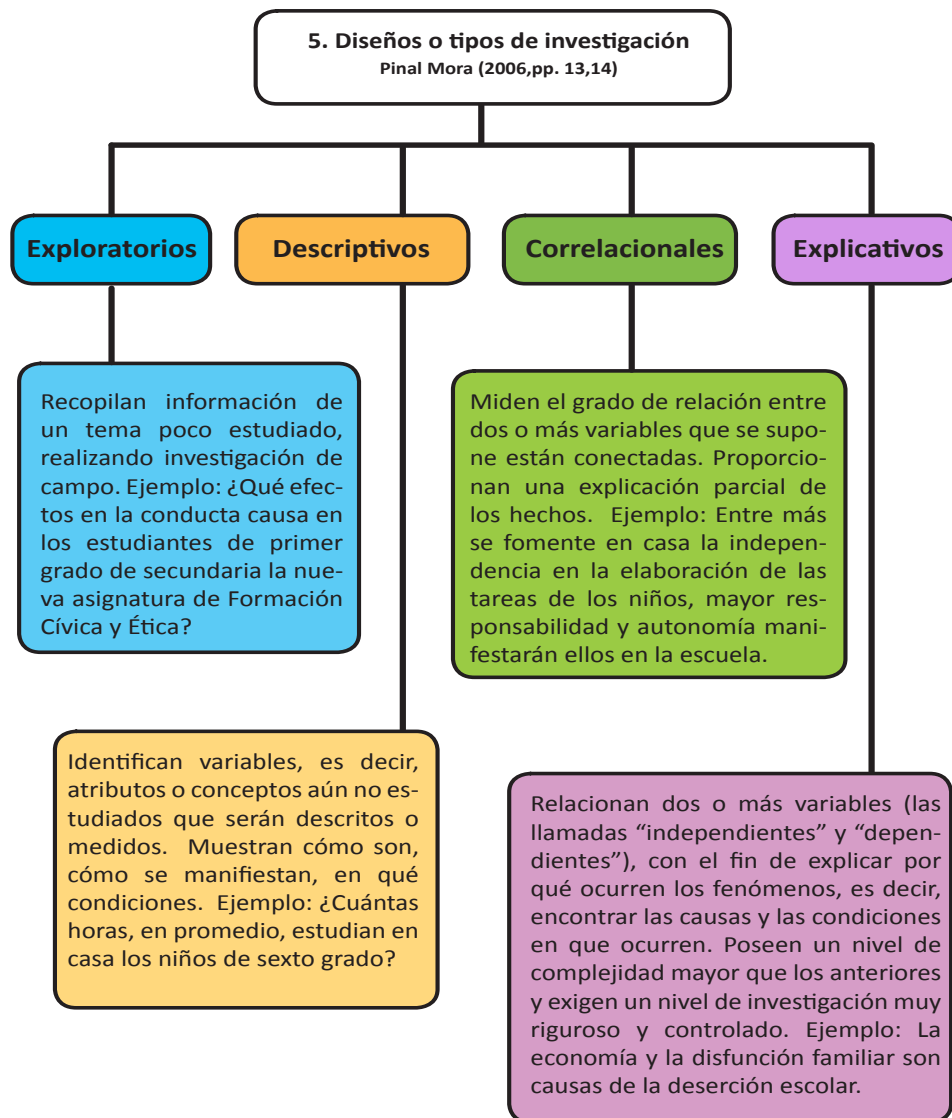 5. Diseños o tipos de investigación
Pinal Mora (2006,pp. 13,14)
Exploratorios
Descriptivos
Correlacionales
Explicativos
Recopilan información de
un tema poco estudiado,
realizando investigación de
campo. Ejemplo: ¿Qué efec-
tos en la conducta causa en
los estudiantes de primer
grado de secundaria la nue-
va asignatura de Formación
Cívica y Ética?
Miden el grado de relación entre
dos o más variables que se supo-
ne están conectadas. Proporcio-
nan una explicación parcial de
los hechos. Ejemplo: Entre más
se fomente en casa la indepen-
dencia en la elaboración de las
tareas de los niños, mayor res-
ponsabilidad y autonomía mani-
festarán ellos en la escuela.
Identifican variables, es decir,
atributos o conceptos aún no es-
tudiados que serán descritos o
medidos. Muestran cómo son,
cómo se manifiestan, en qué
condiciones. Ejemplo: ¿Cuántas
horas, en promedio, estudian en
casa los niños de sexto grado?
Relacionan dos o más variables (las
llamadas “independientes” y “depen-
dientes”), con el fin de explicar por
qué ocurren los fenómenos, es decir,
encontrar las causas y las condiciones
en que ocurren. Poseen un nivel de
complejidad mayor que los anteriores
y exigen un nivel de investigación muy
riguroso y controlado. Ejemplo: La
economía y la disfunción familiar son
causas de la deserción escolar.